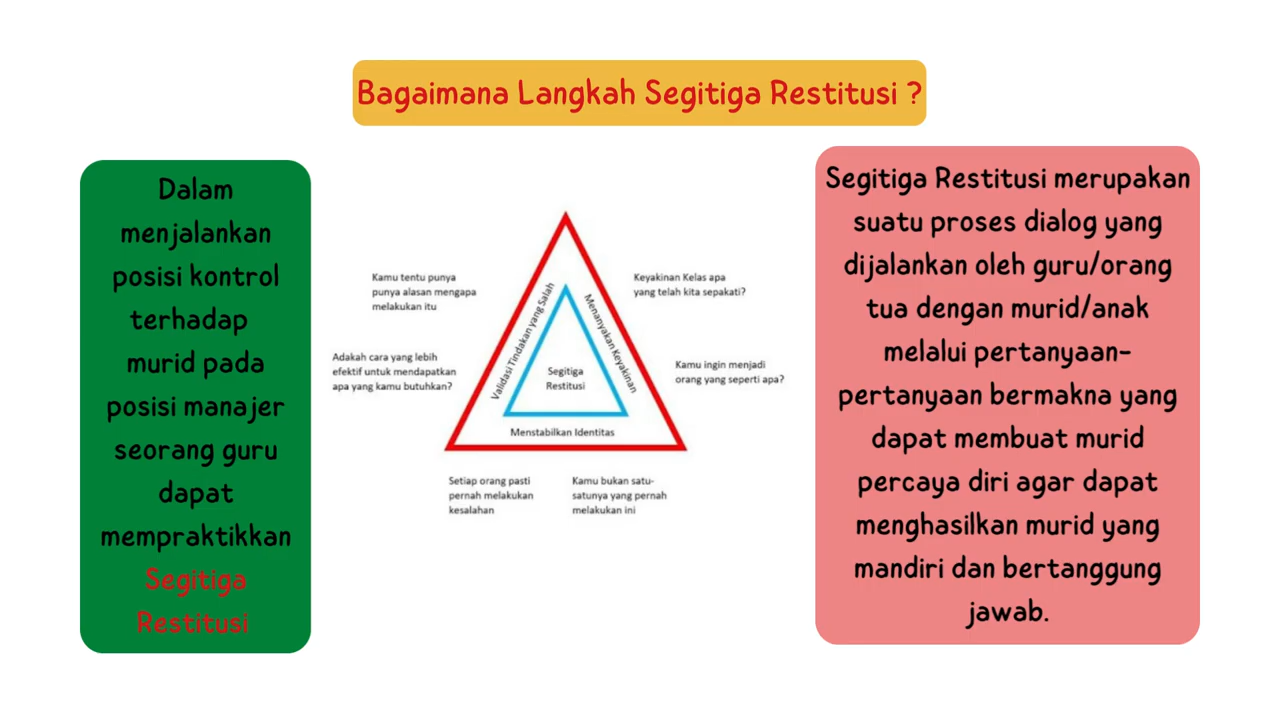 Bagaimana Langkah Segitiga Restitusi ?
Dalam
menjalankan
posisi kontrol
terhadap
murid pada
posisi manajer
seorang guru
dapat
mempraktikkan
Segitiga
Restitusi
Kamu tentu punya
punya alasan mengapa
melakukan itu
Adakah cara yang lebih
efektif untuk mendapatkan
apa yang kamu butuhkan?
Validasi Tindakan yang Salah
Segitiga
Restitusi
Menanyakan Keyakinan
Menstabilkan Identitas
Keyakinan Kelas apa
yang telah kita sepakati?
Kamu ingin menjadi
orang yang seperti apa?
Setiap orang pasti
pernah melakukan
kesalahan
Kamu bukan satu-
satunya yang pernah
melakukan ini
Segitiga Restitusi merupakan
suatu proses dialog yang
dijalankan oleh guru/orang
tua dengan murid/anak
melalui pertanyaan-
pertanyaan bermakna yang
dapat membuat murid
percaya diri agar dapat
menghasilkan murid yang
mandiri dan bertanggung
jawab.